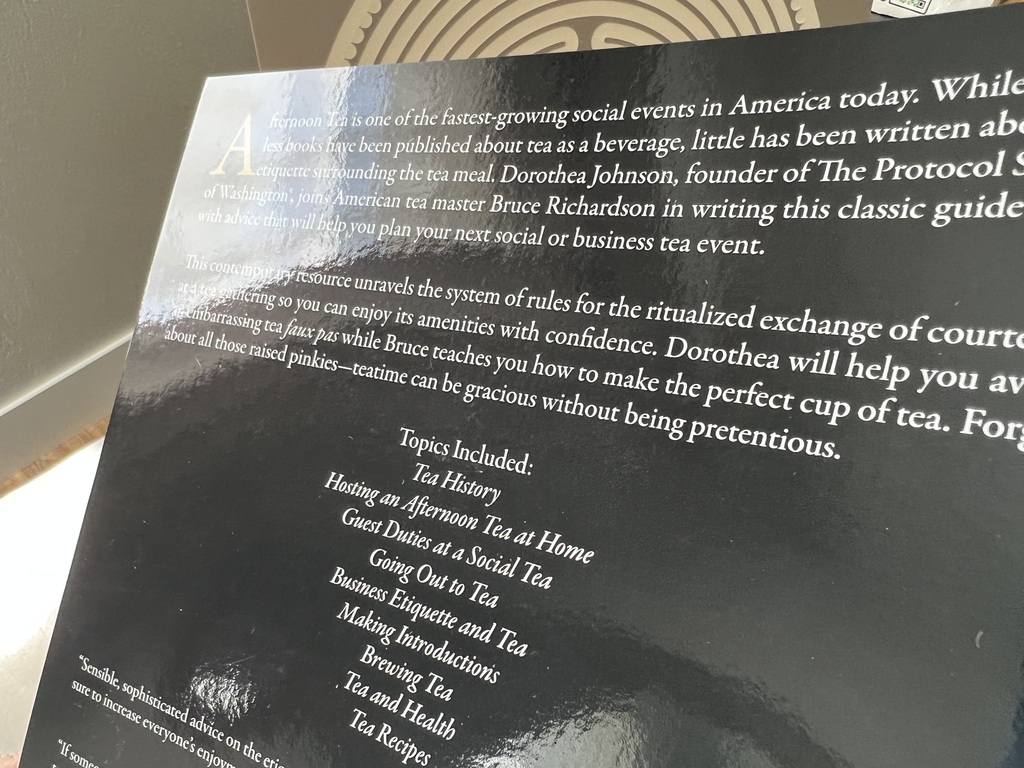 Afternoon Tea is one of the fastest-growing social events in America today. While
less books have been published about tea as a beverage, little has been written abo
etiquette surrounding the tea meal. Dorothea Johnson, founder of The Protocol S
of Washington®, joins American tea master Bruce Richardson in writing this classic guide
with advice that will help you plan your next social or business tea event.
This contemporary resource unravels the system of rules for the ritualized exchange of courte
at a tea gathering so you can enjoy its amenities with confidence. Dorothea will help you av
embarrassing tea faux pas while Bruce teaches you how to make the perfect cup of tea. Forg
about all those raised pinkies—teatime can be gracious without being pretentious.
Topics Included:
Tea History
Hosting an Afternoon Tea at Home
Guest Duties at a Social Tea
Going Out to Tea
Business Etiquette and Tea
Making Introductions
Brewing Tea
Tea and Health
Tea Recipes
"Sensible, sophisticated advice on the etiq
sure to increase everyone's enjoym
"If someo